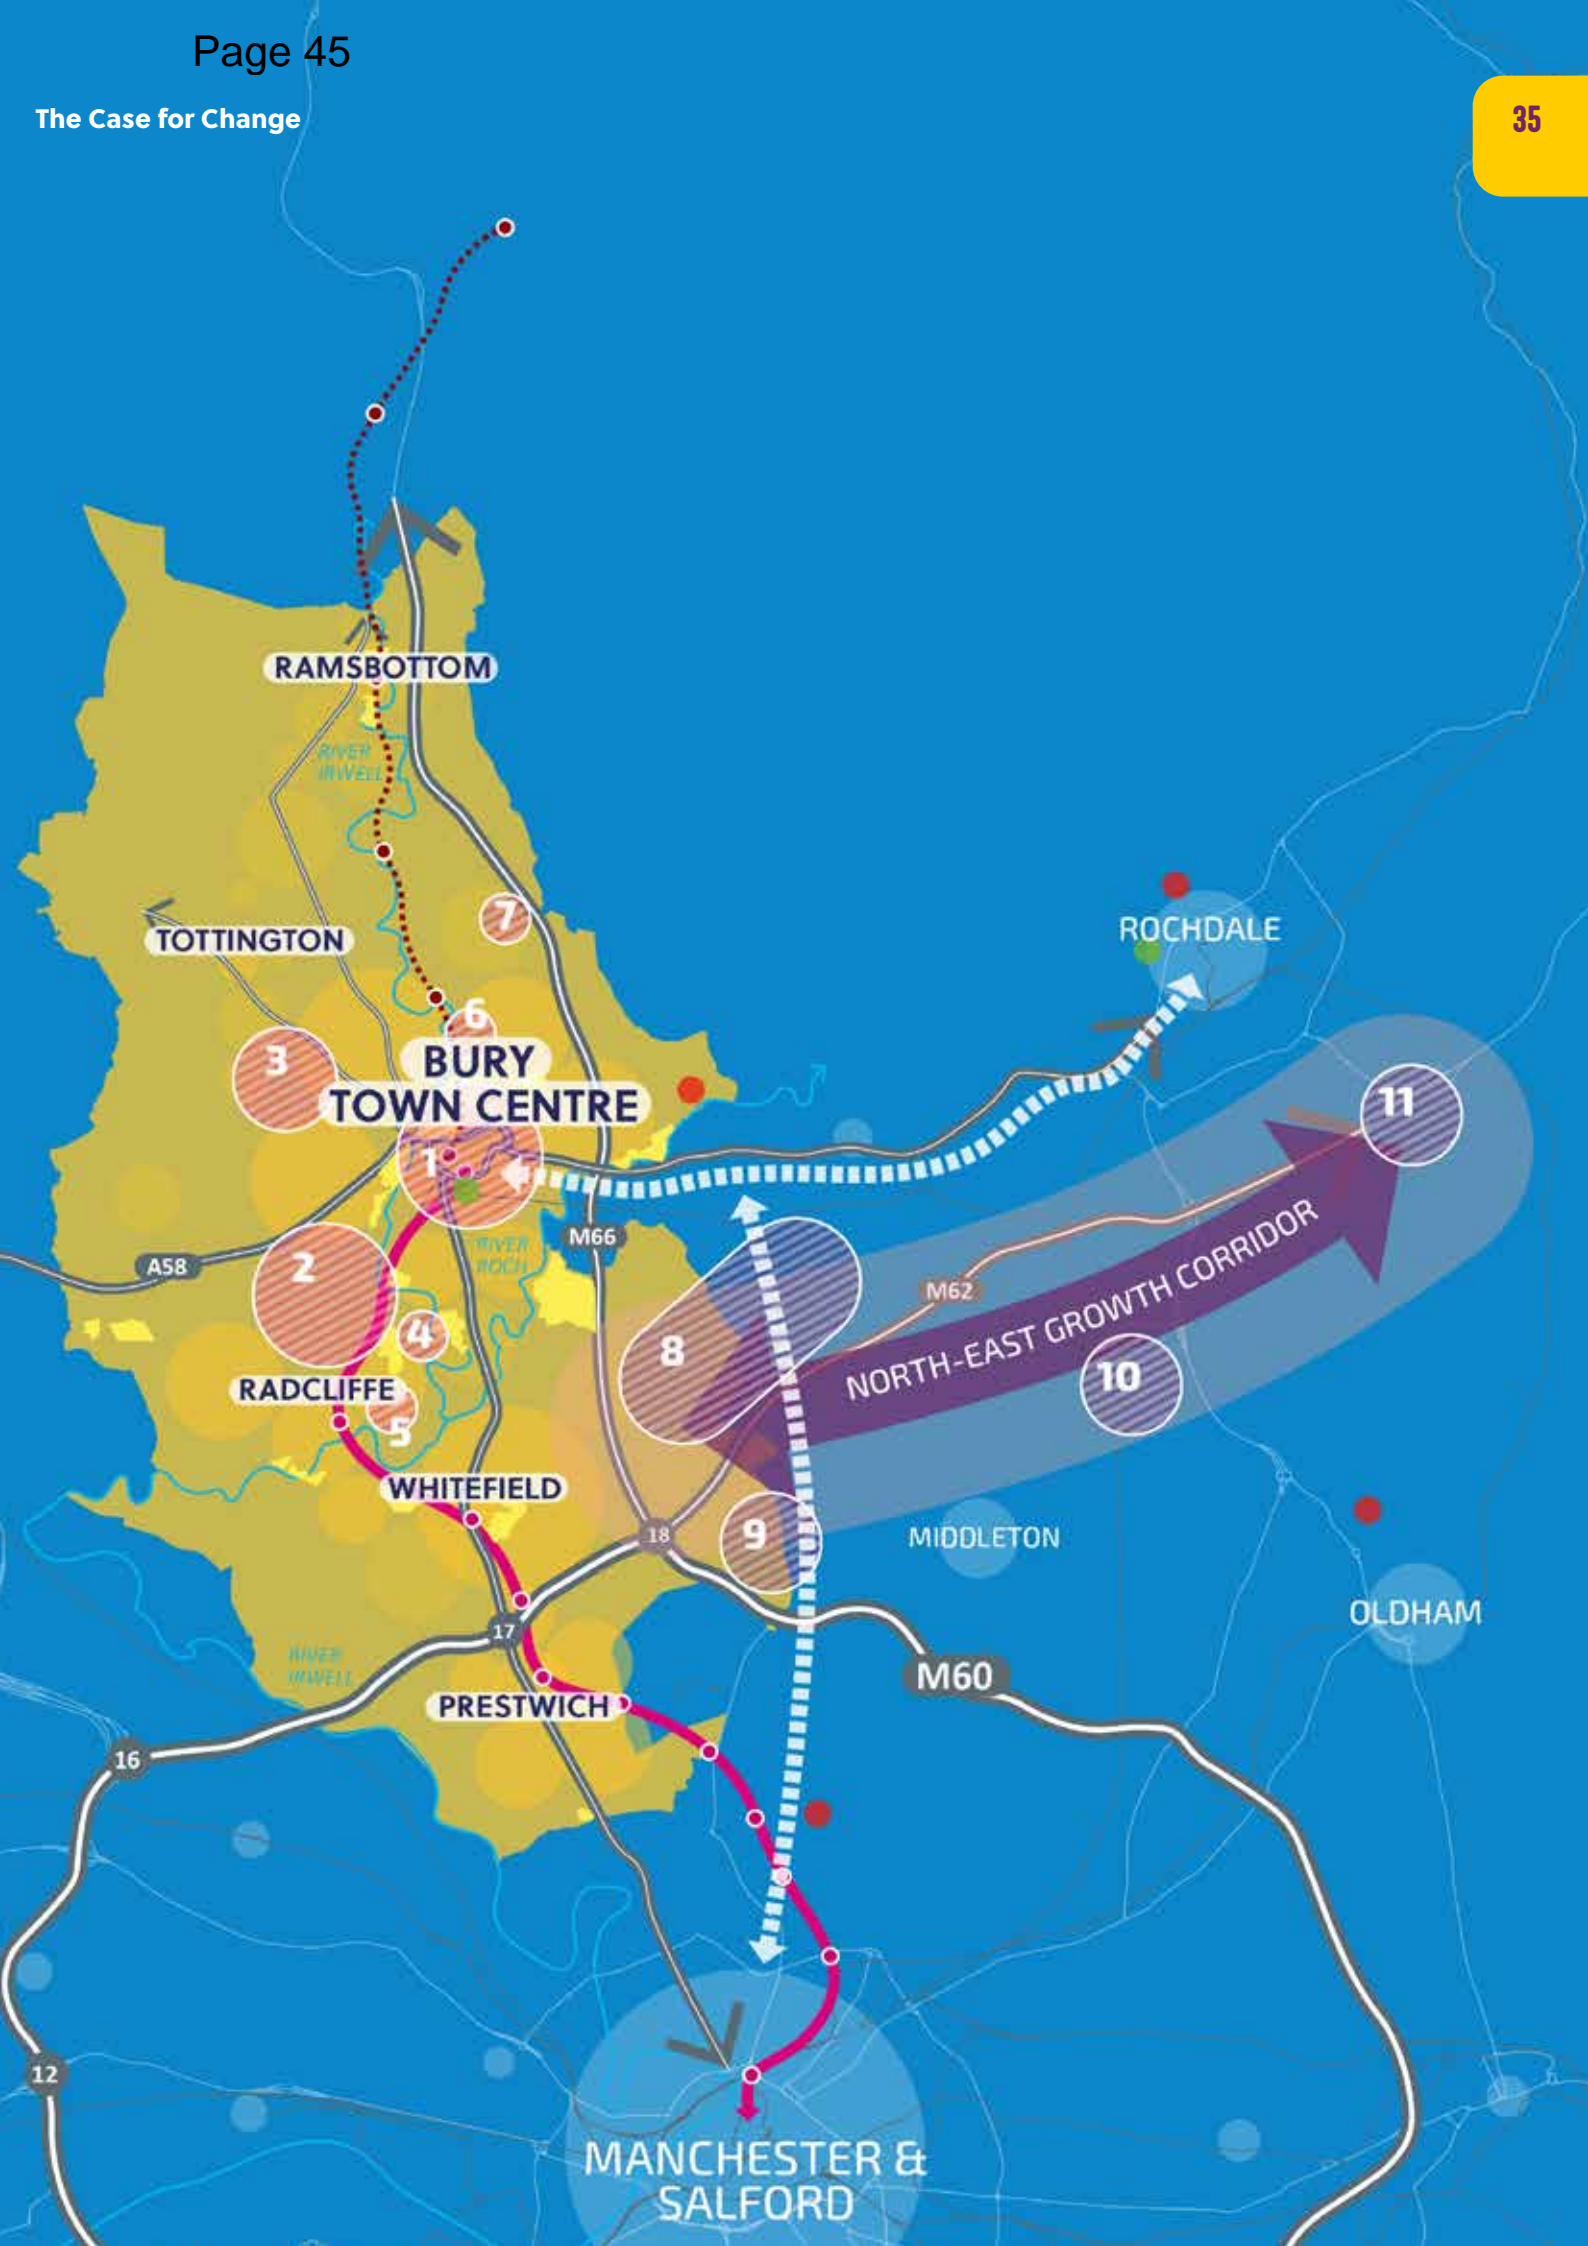 Page 45
The Case for Change
35
RAMSBOTTOM
RIVER
IRWELL
7
TOTTINGTON
ROCHDALE
6
3
BURY
TOWN CENTRE
11
1
M66
RIVER
ROCH
A58
2
NORTH-EAST GROWTH CORRIDOR
M62
4
8
10
RADCLIFFE
5
WHITEFIELD
18
9
MIDDLETON
OLDHAM
17
RIVER
IRWELL
M60
PRESTWICH
16
12
MANCHESTER &
SALFORD